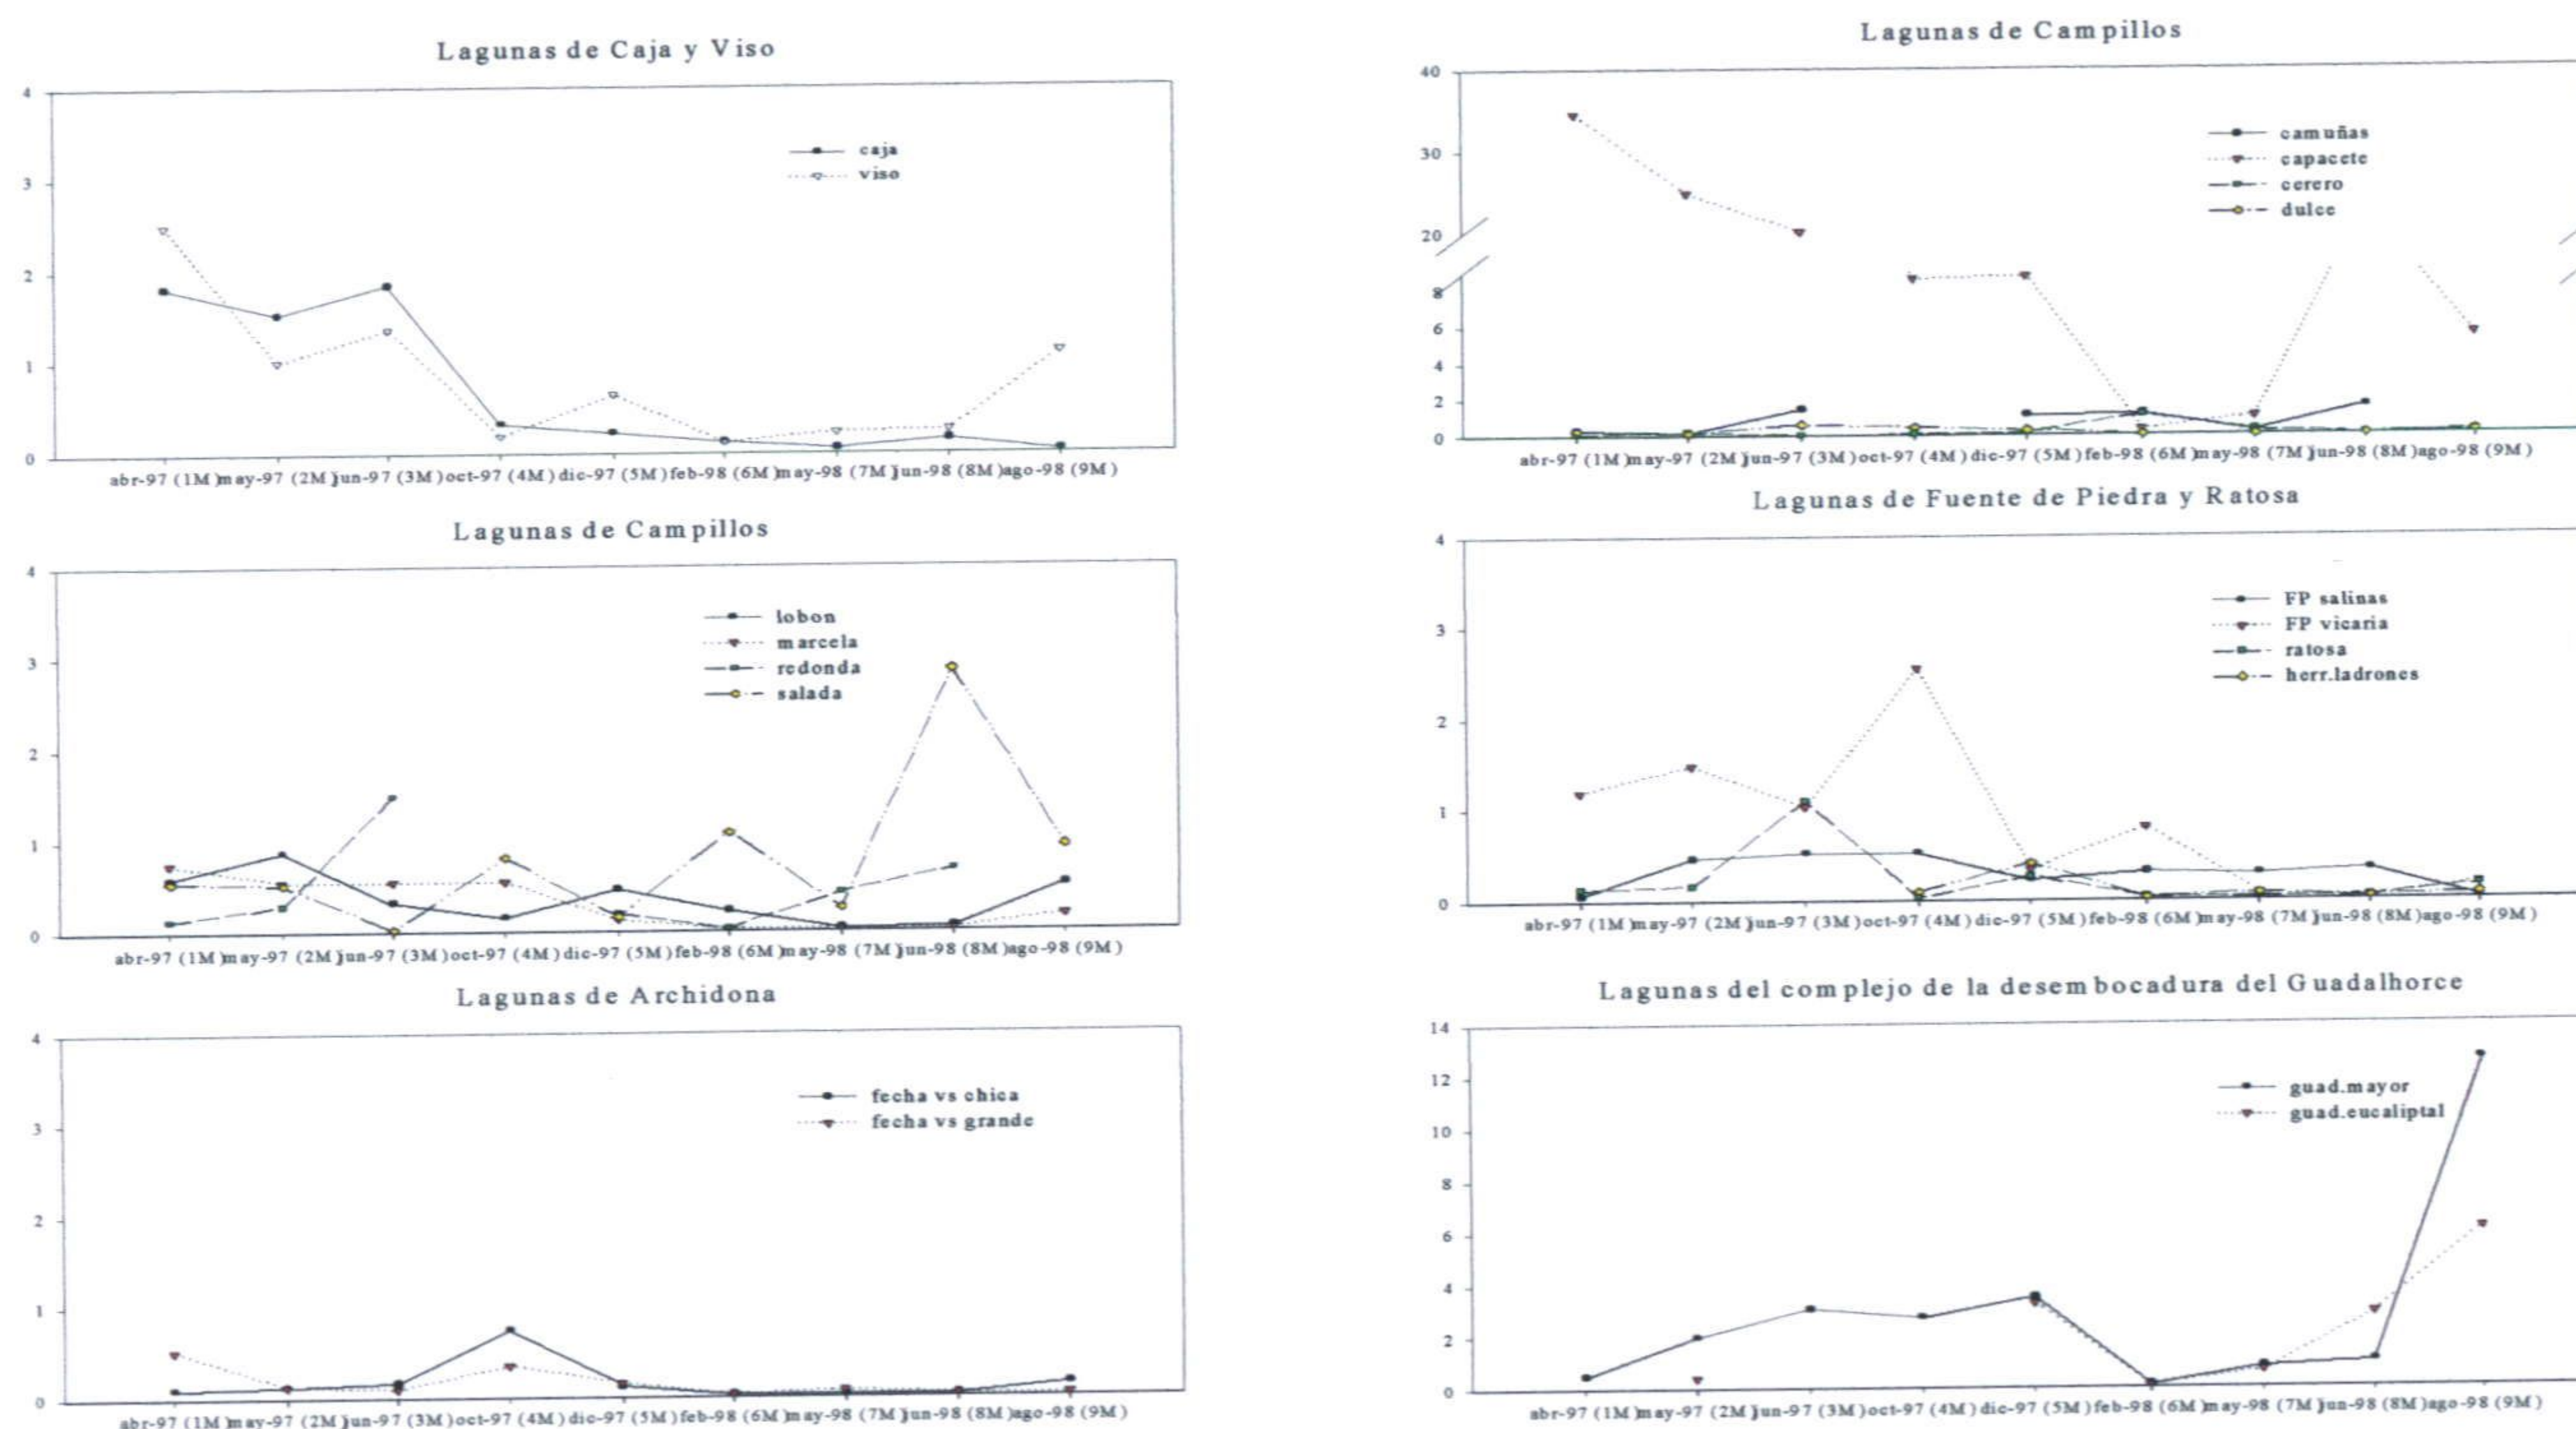 Lagunas de Caja y Viso
4
3
2
1
0
caja
viso
abr-97 (1M) may-97 (2M) jun-97 (3M) oct-97 (4M) dic-97 (5M) feb-98 (6M) may-98 (7M) jun-98 (8M) ago-98 (9M)
Lagunas de Campillos
40
30
20
8
6
4
2
0
camuñas
capacete
cerero
dulce
abr-97 (1M) may-97 (2M) jun-97 (3M) oct-97 (4M) dic-97 (5M) feb-98 (6M) may-98 (7M) jun-98 (8M) ago-98 (9M)
Lagunas de Campillos
4
3
2
1
0
lobon
marcela
redonda
salada
abr-97 (1M) may-97 (2M) jun-97 (3M) oct-97 (4M) dic-97 (5M) feb-98 (6M) may-98 (7M) jun-98 (8M) ago-98 (9M)
Lagunas de Fuente de Piedra y Ratosa
4
3
2
1
0
FP salinas
FP vicaria
ratosa
herr.ladrones
abr-97 (1M) may-97 (2M) jun-97 (3M) oct-97 (4M) dic-97 (5M) feb-98 (6M) may-98 (7M) jun-98 (8M) ago-98 (9M)
Lagunas de Archidona
4
3
2
1
0
fecha vs chica
fecha vs grande
abr-97 (1M) may-97 (2M) jun-97 (3M) oct-97 (4M) dic-97 (5M) feb-98 (6M) may-98 (7M) jun-98 (8M) ago-98 (9M)
Lagunas del complejo de la desembocadura del Guadalhorce
14
12
10
8
6
4
2
0
guad.mayor
guad.eucaliptal
abr-97 (1M) may-97 (2M) jun-97 (3M) oct-97 (4M) dic-97 (5M) feb-98 (6M) may-98 (7M) jun-98 (8M) ago-98 (9M)